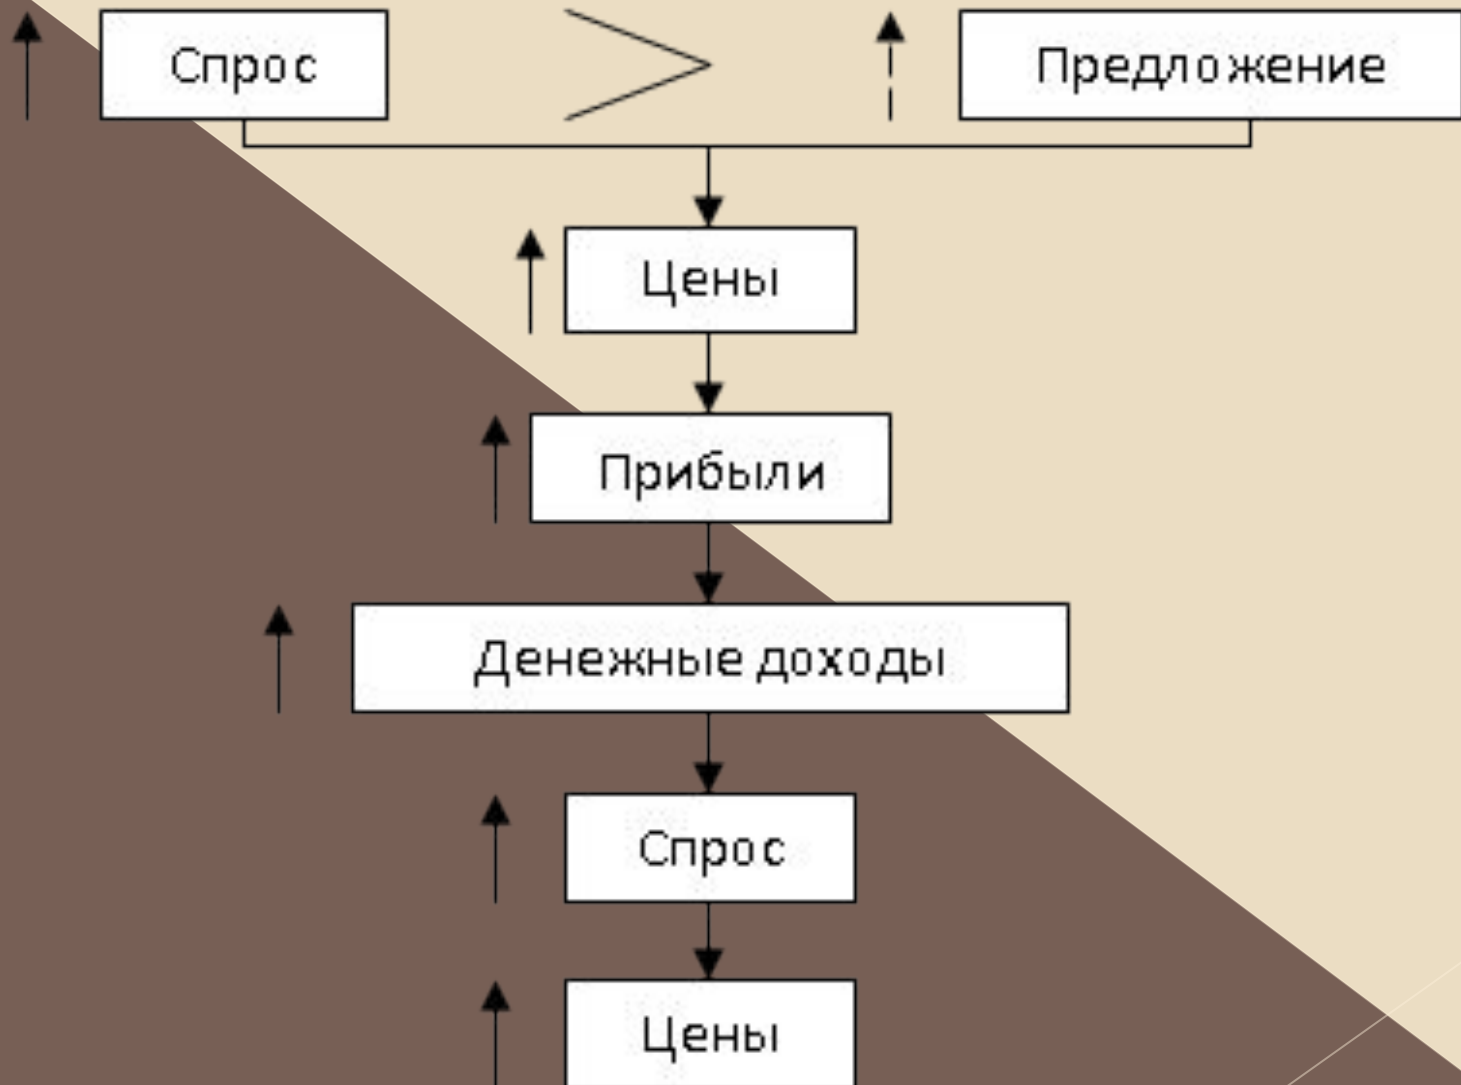 Спрос
Предложение
Цены
Прибыли
Денежные доходы
Спрос
Цены